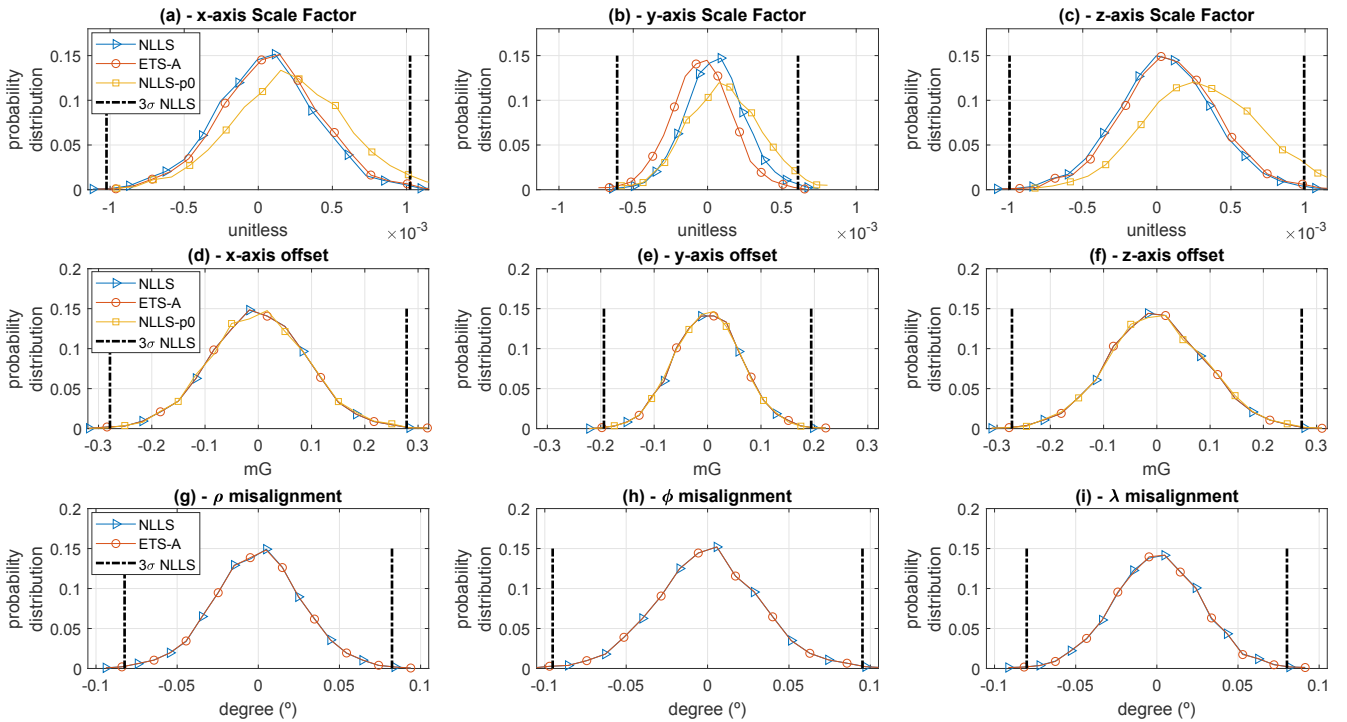 (a) - x-axis Scale Factor
(b) - y-axis Scale Factor
(c) - z-axis Scale Factor
probability distribution
0.15
0.1
0.05
0
NLLS
ETS-A
NLLS-p0
3σ NLLS
-1
-0.5
0
0.5
1
unitless
×10⁻³
probability distribution
0.15
0.1
0.05
0
-1
-0.5
0
0.5
1
unitless
×10⁻³
probability distribution
0.15
0.1
0.05
0
-1
-0.5
0
0.5
1
unitless
×10⁻³
(d) - x-axis offset
(e) - y-axis offset
(f) - z-axis offset
probability distribution
0.2
0.15
0.1
0.05
0
NLLS
ETS-A
NLLS-p0
3σ NLLS
-0.3
-0.2
-0.1
0
0.1
0.2
0.3
mG
probability distribution
0.2
0.15
0.1
0.05
0
-0.3
-0.2
-0.1
0
0.1
0.2
0.3
mG
probability distribution
0.2
0.15
0.1
0.05
0
-0.3
-0.2
-0.1
0
0.1
0.2
0.3
mG
(g) - ρ misalignment
(h) - ϕ misalignment
(i) - λ misalignment
probability distribution
0.2
0.15
0.1
0.05
0
NLLS
ETS-A
3σ NLLS
-0.1
-0.05
0
0.05
0.1
degree (º)
probability distribution
0.2
0.15
0.1
0.05
0
-0.1
-0.05
0
0.05
0.1
degree (º)
probability distribution
0.2
0.15
0.1
0.05
0
-0.1
-0.05
0
0.05
0.1
degree (º)